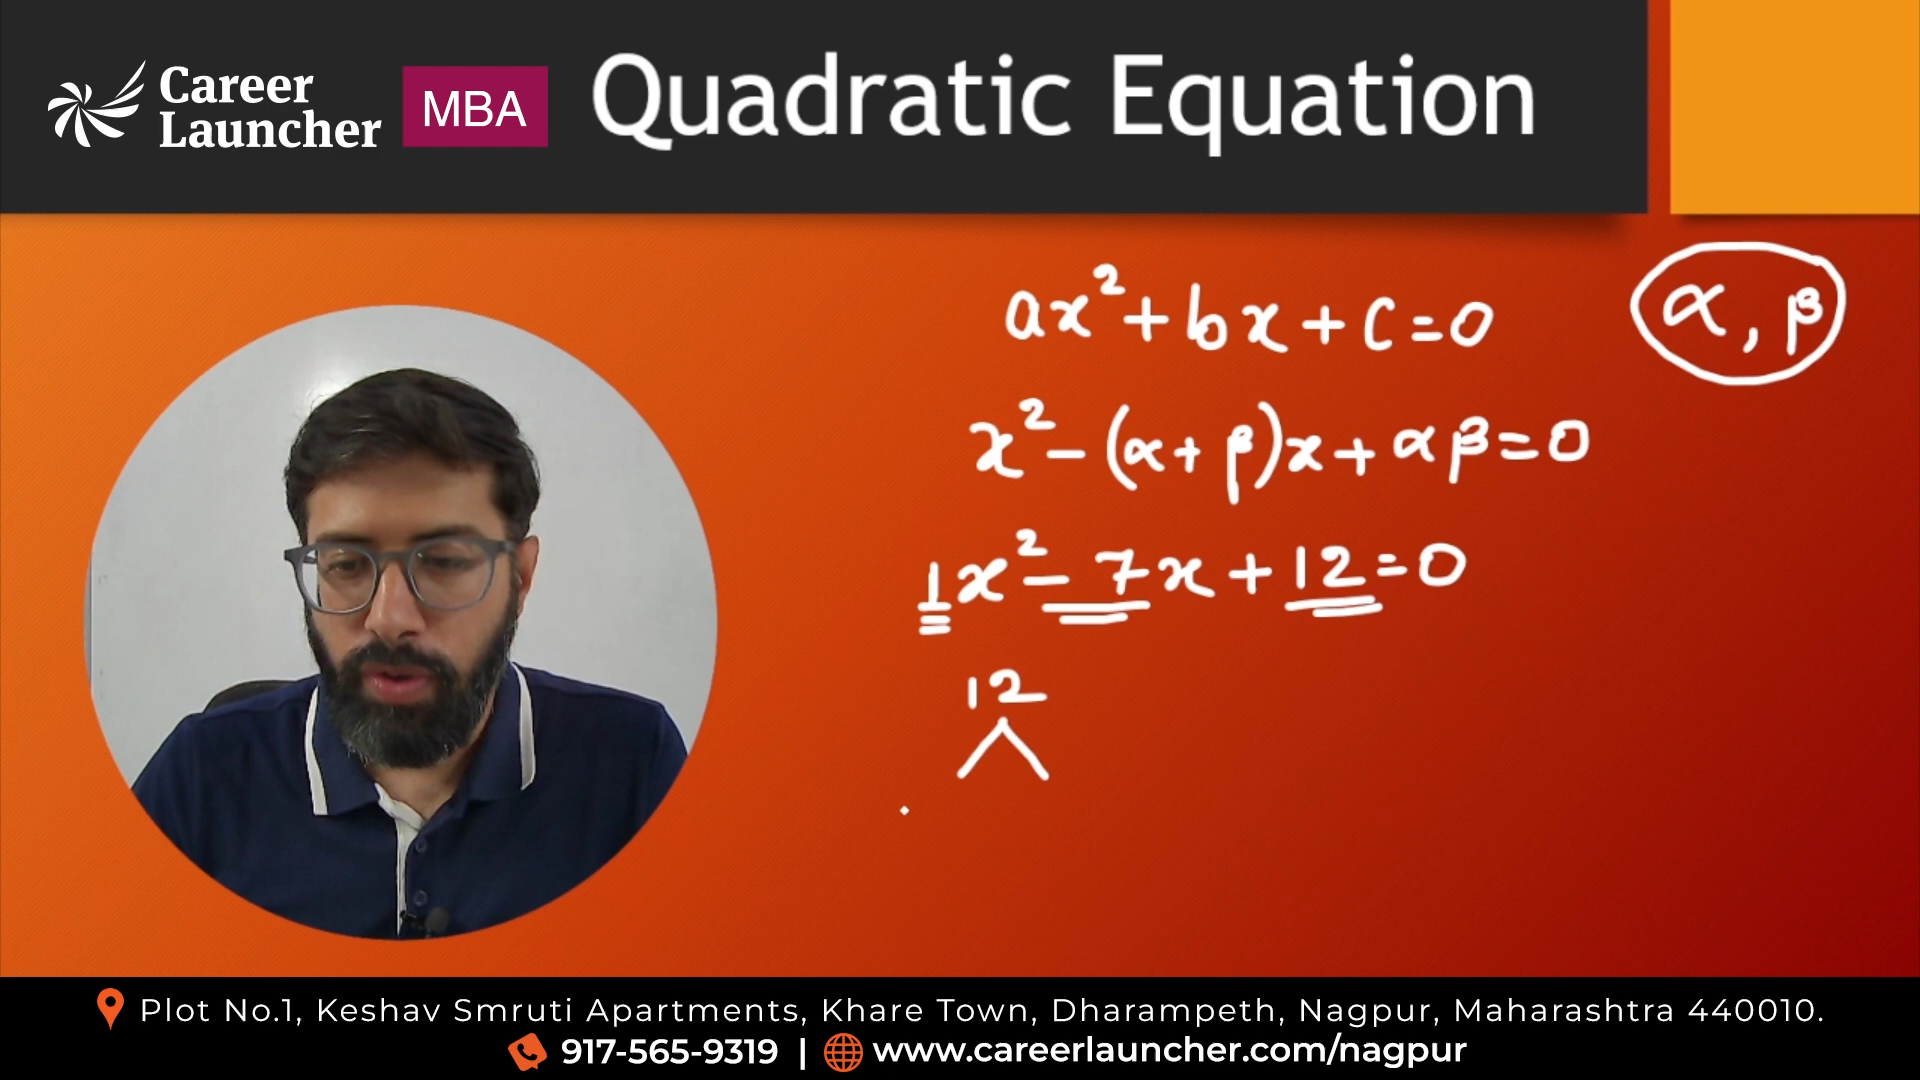 Career
Launcher
MBA
Quadratic Equation
ax² + bx + c = 0
α, β
x² - (α + β)x + αβ = 0
1x² - 7x + 12 = 0
12
Plot No.1, Keshav Smruti Apartments, Khare Town, Dharampeth, Nagpur, Maharashtra 440010.
917-565-9319 | www.careerlauncher.com/nagpur